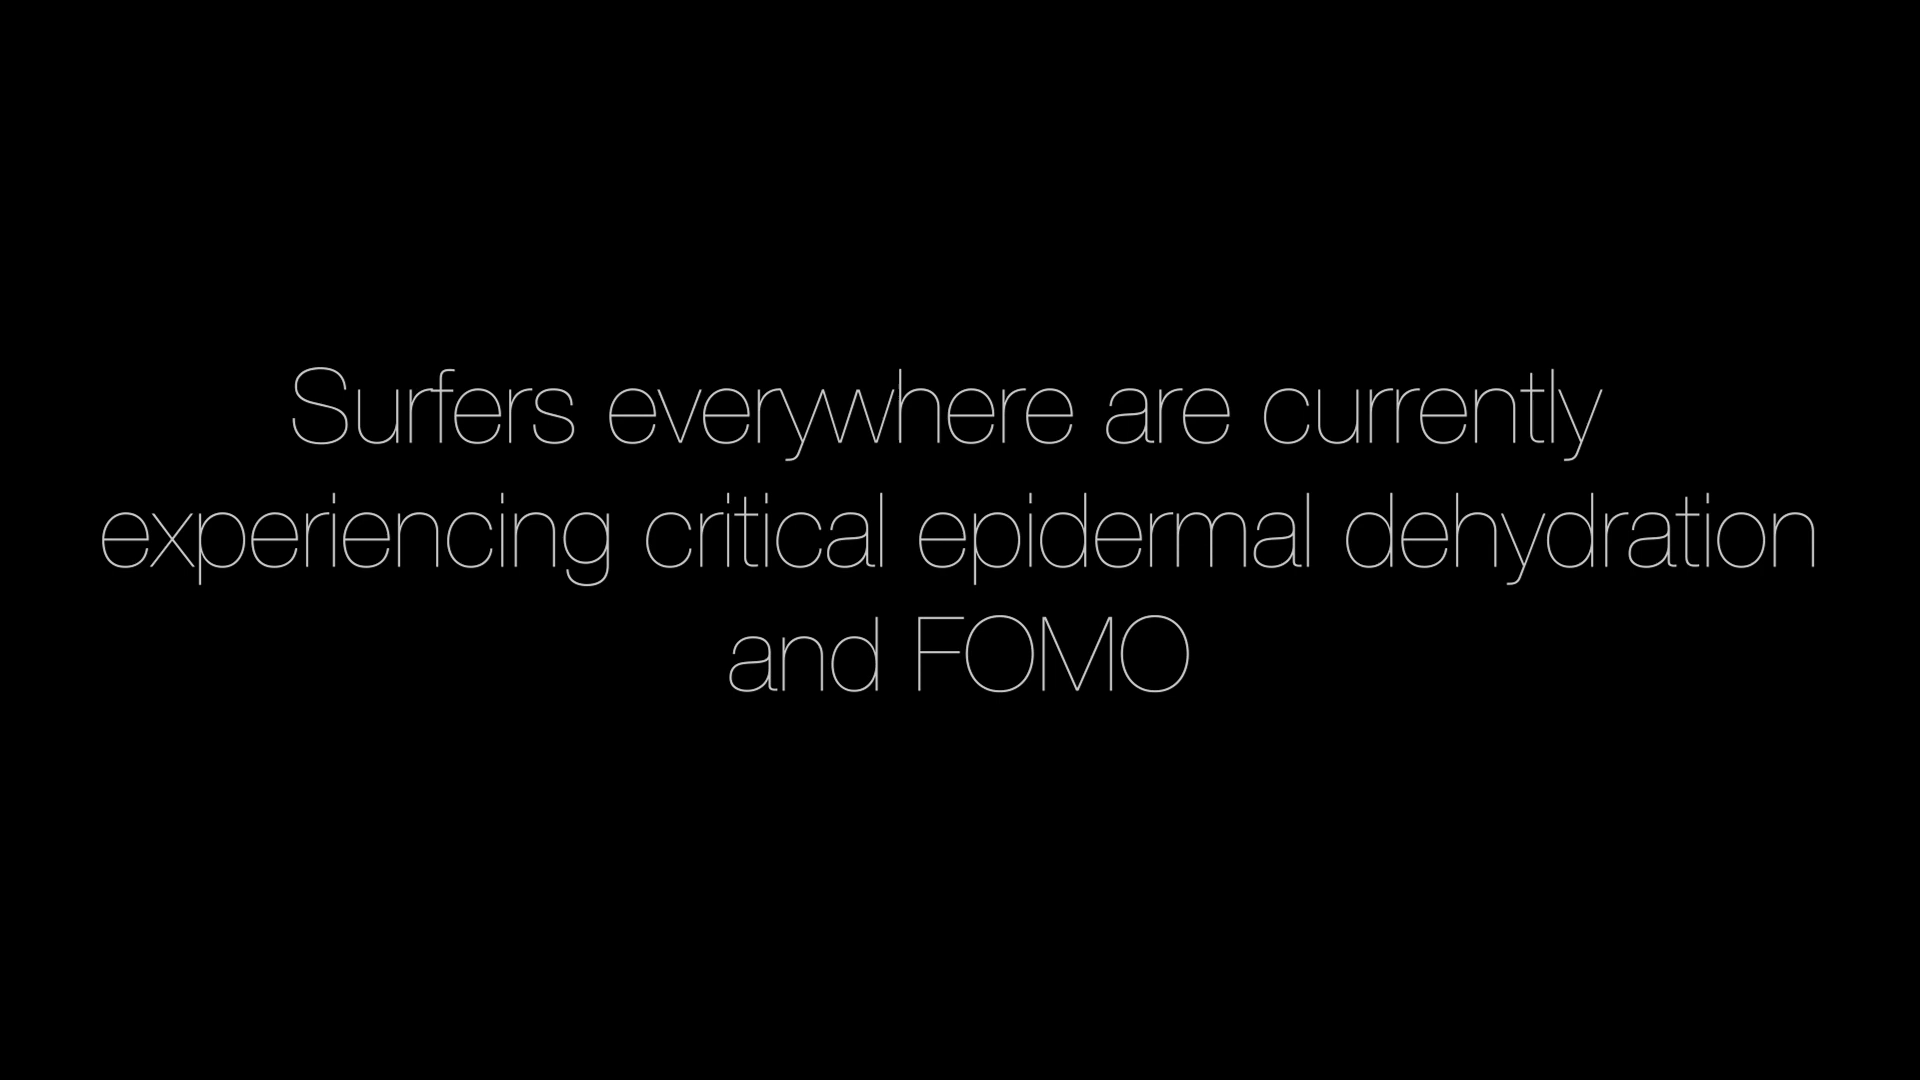 Surfers everywhere are currently
experiencing critical epidermal dehydration
and FOMO